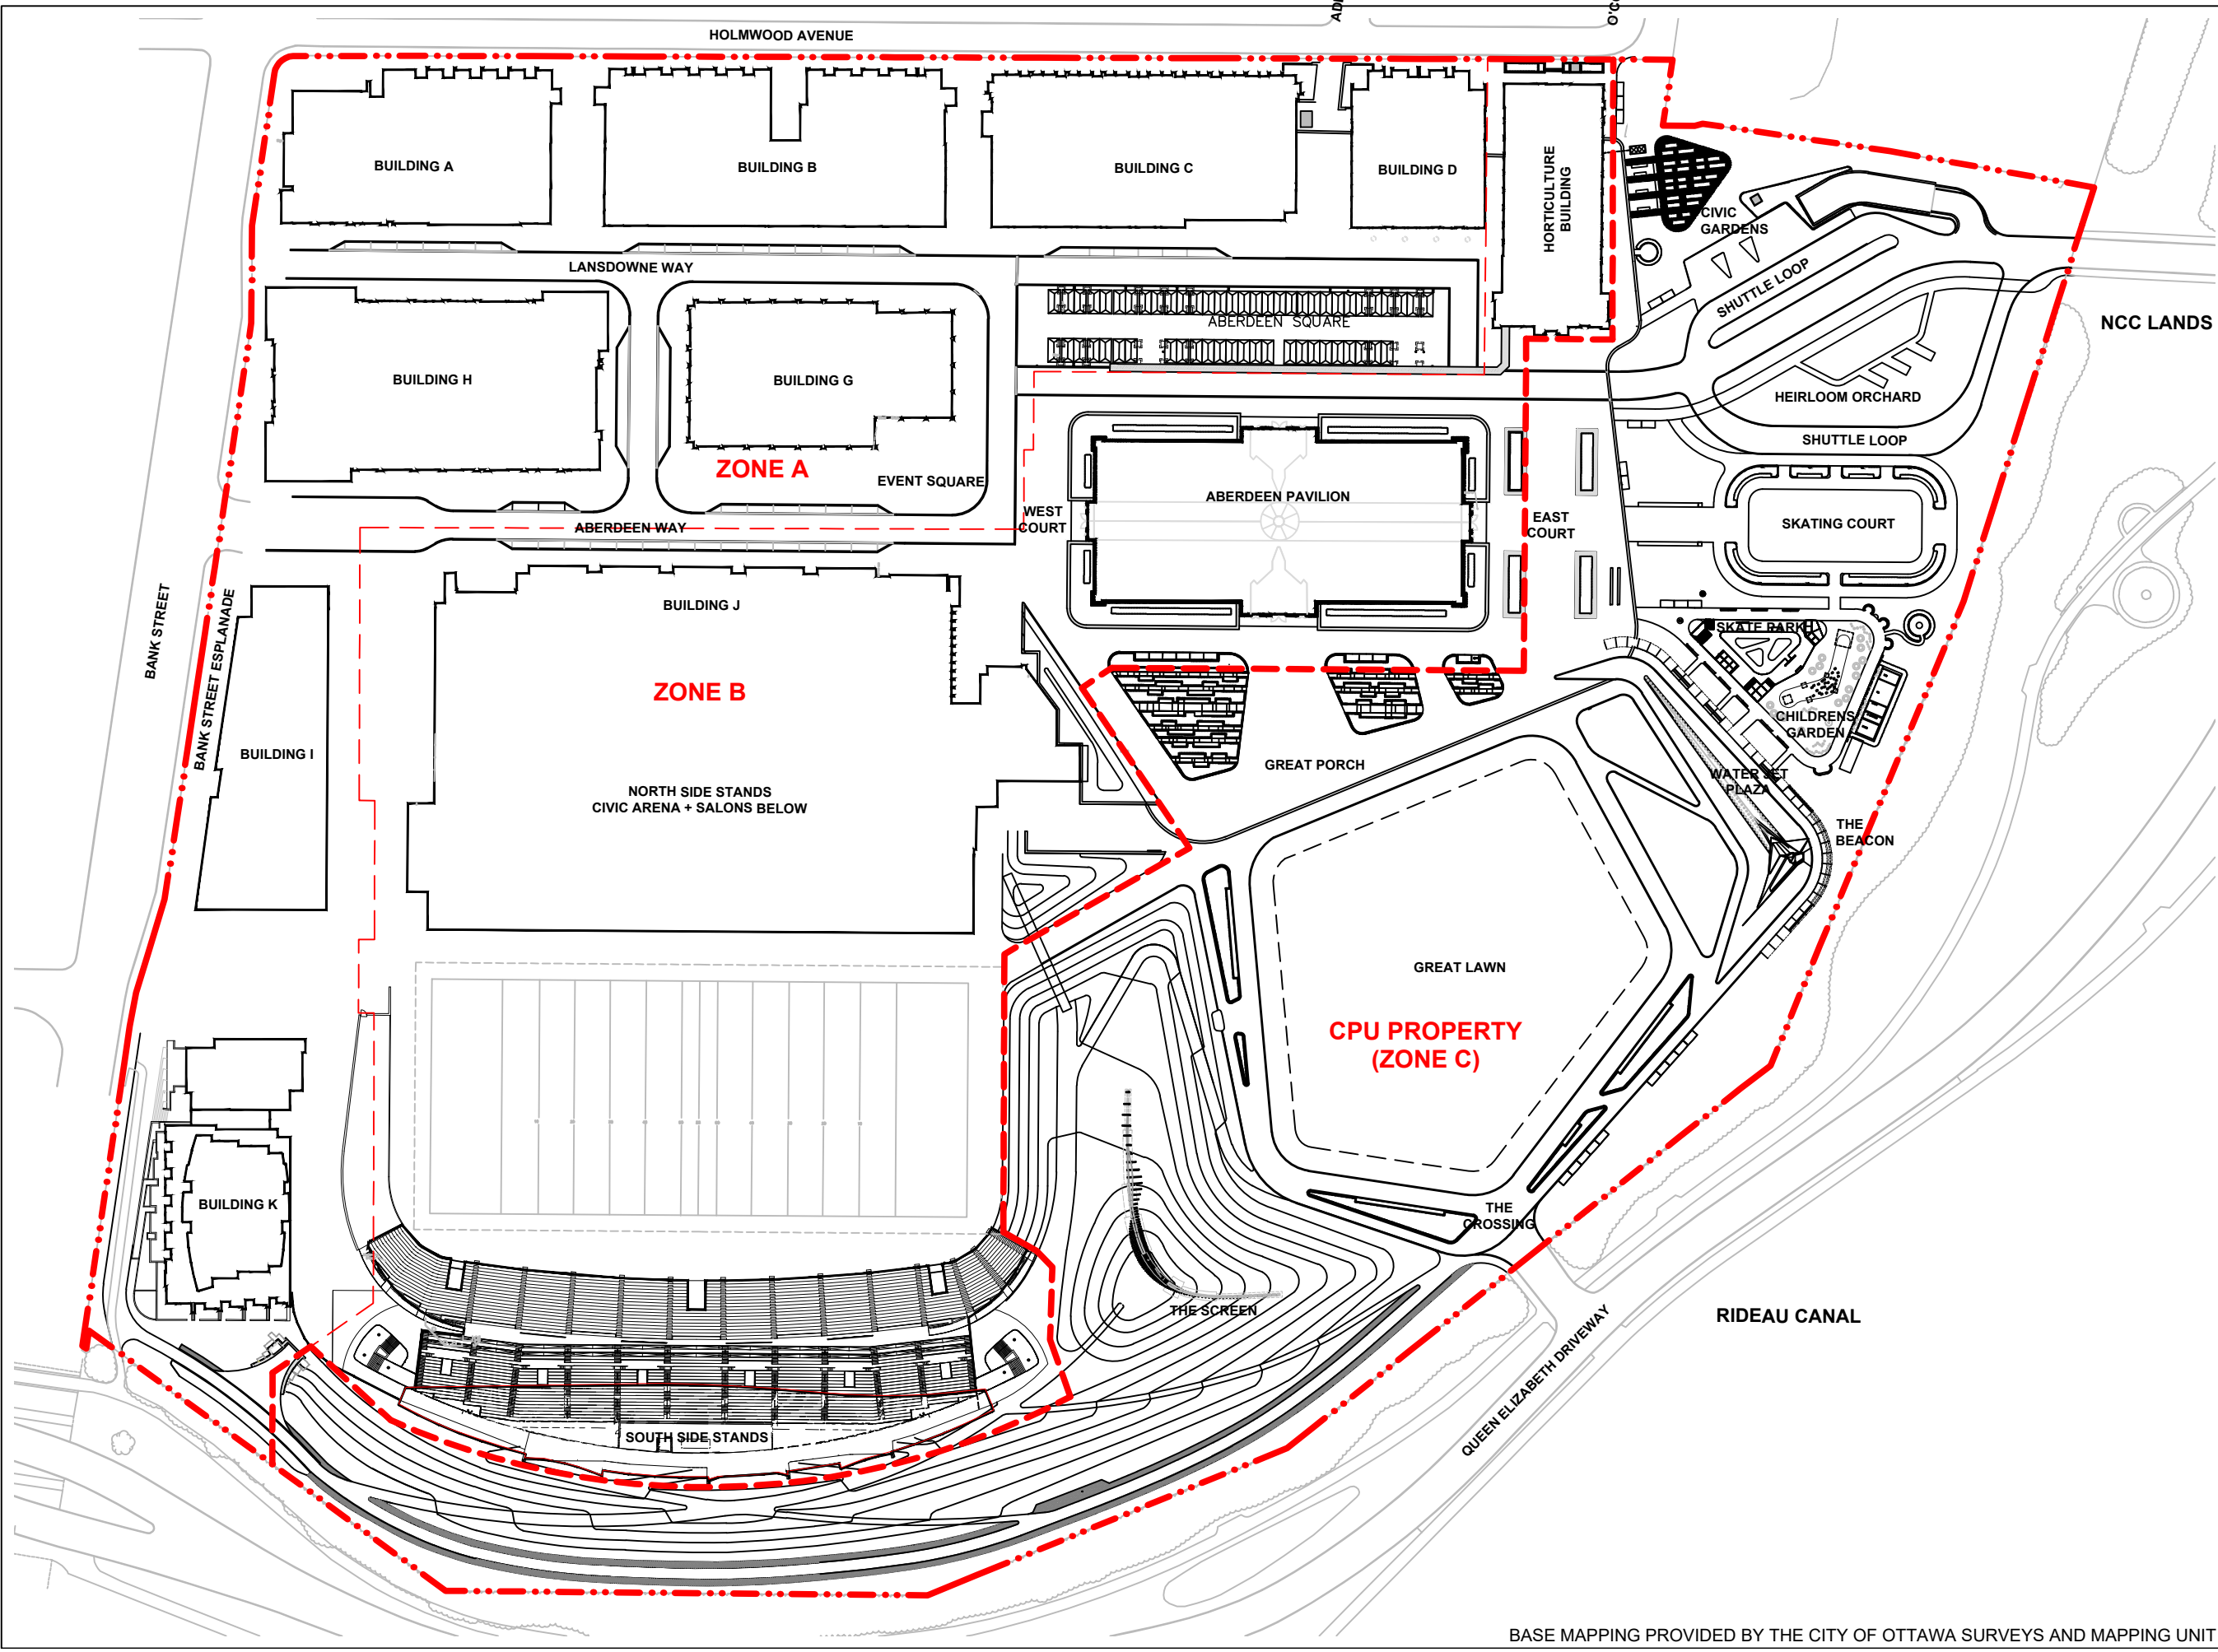 HOLMWOOD AVENUE
BUILDING A
BUILDING B
BUILDING C
BUILDING D
HORTICULTURE
BUILDING
CIVIC
GARDENS
LANSDOWNE WAY
SHUTTLE LOOP
ABERDEEN SQUARE
NCC LANDS
BUILDING H
BUILDING G
HEIRLOOM ORCHARD
SHUTTLE LOOP
ZONE A
EVENT SQUARE
ABERDEEN PAVILION
WEST
COURT
EAST
COURT
SKATING COURT
ABERDEEN WAY
BANK STREET
BANK STREET ESPLANADE
BUILDING J
SKATE PARK
ZONE B
CHILDRENS
GARDEN
BUILDING I
GREAT PORCH
WATER JET
PLAZA
NORTH SIDE STANDS
CIVIC ARENA + SALONS BELOW
THE
BEACON
GREAT LAWN
CPU PROPERTY
(ZONE C)
BUILDING K
THE
CROSSING
THE SCREEN
RIDEAU CANAL
QUEEN ELIZABETH DRIVEWAY
SOUTH SIDE STANDS
BASE MAPPING PROVIDED BY THE CITY OF OTTAWA SURVEYS AND MAPPING UNIT